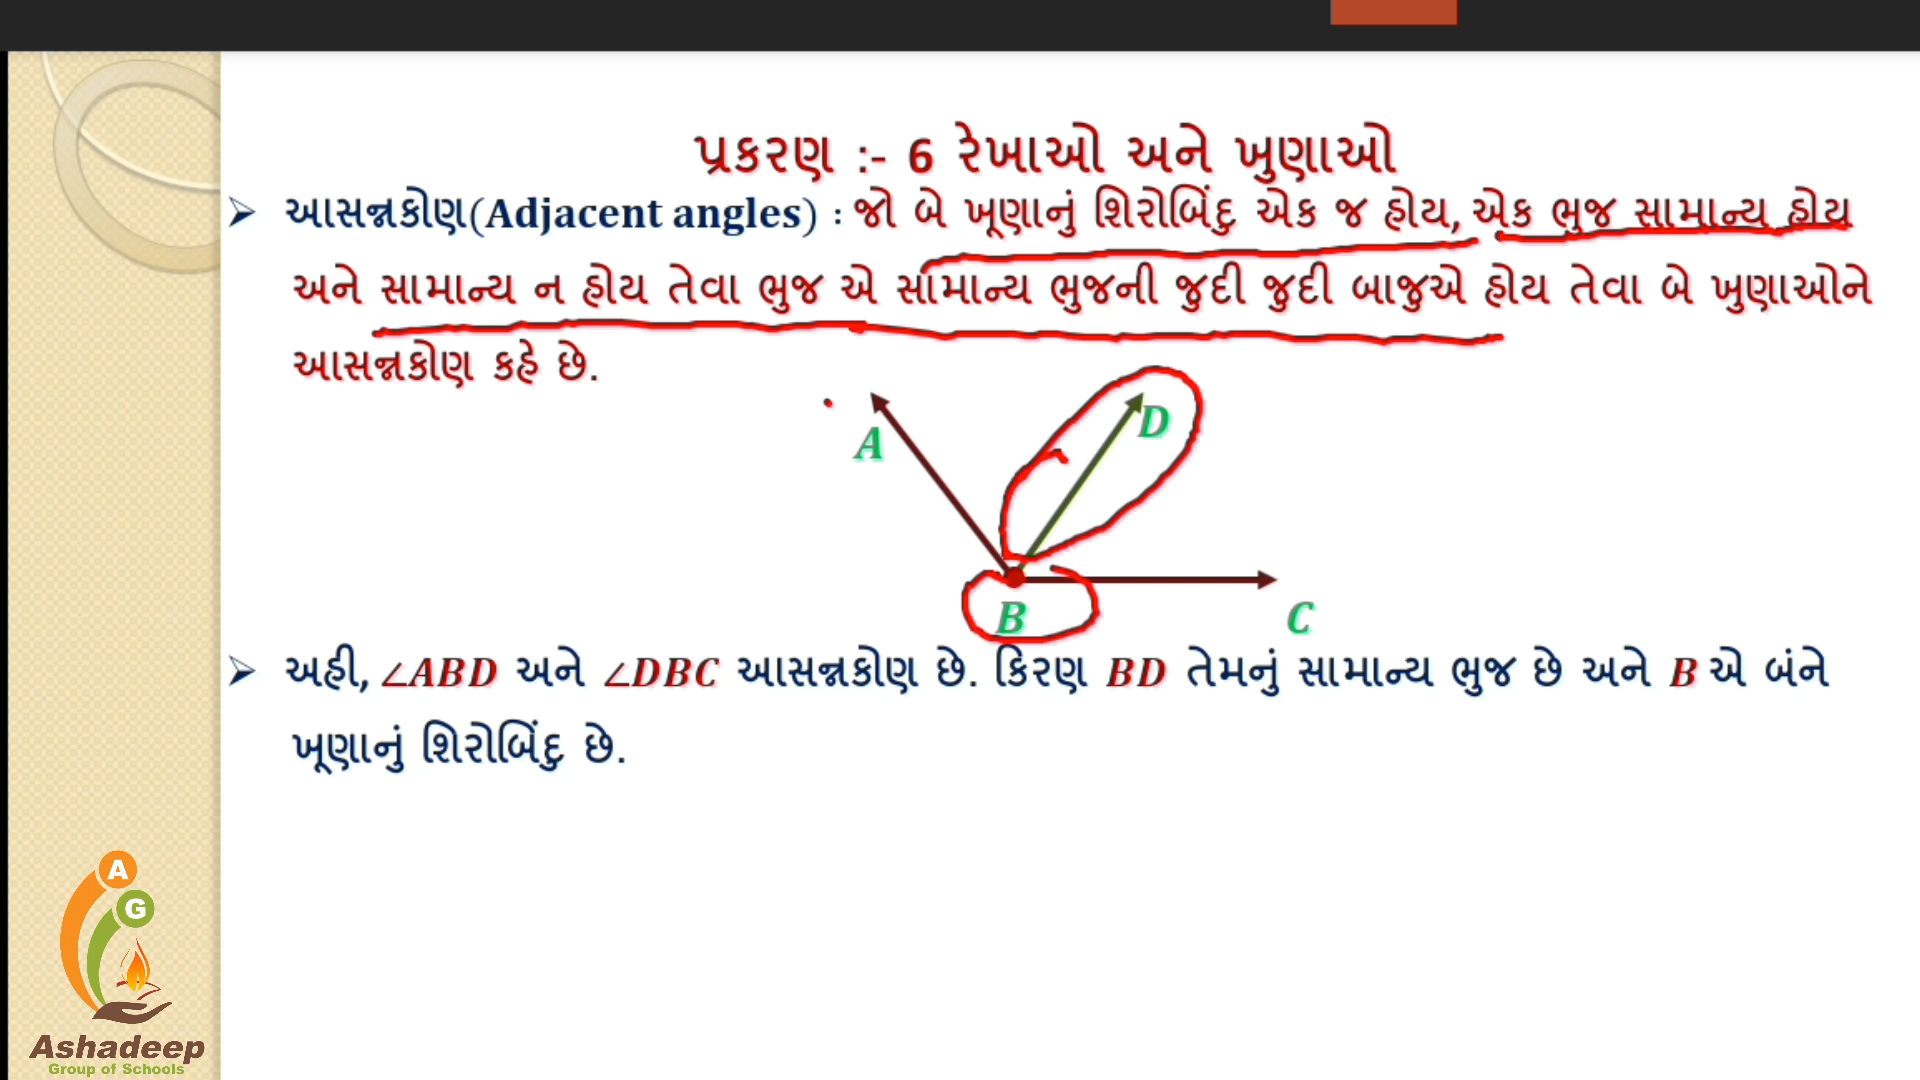 પ્રકરણ :- 6 રેખાઓ અને ખુણાઓ
➢ આસન્નકોણ(Adjacent angles) : જો બે ખૂણાનું શિરોબિંદુ એક જ હોય, એક ભુજ સામાન્ય હોય
અને સામાન્ય ન હોય તેવા ભુજ એ સામાન્ય ભુજની જુદી જુદી બાજુએ હોય તેવા બે ખુણાઓને
આસન્નકોણ કહે છે.
D
A
B
C
➢ અહી, ∠ABD અને ∠DBC આસન્નકોણ છે. કિરણ BD તેમનું સામાન્ય ભુજ છે અને B એ બંને
ખૂણાનું શિરોબિંદુ છે.
A
G
Ashadeep
Group of Schools